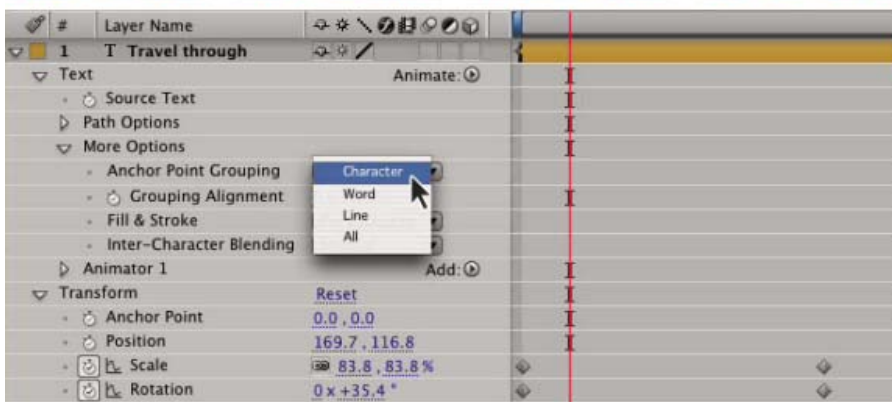 # Layer Name
1 T Travel through
Text Animate:
Source Text
Path Options
More Options
Anchor Point Grouping Character
Grouping Alignment Word
Fill & Stroke Line
Inter-Character Blending All
Animator 1 Add:
Transform Reset
Anchor Point 0.0 , 0.0
Position 169.7 , 116.8
Scale 83.8 , 83.8 %
Rotation 0 x +35.4 °